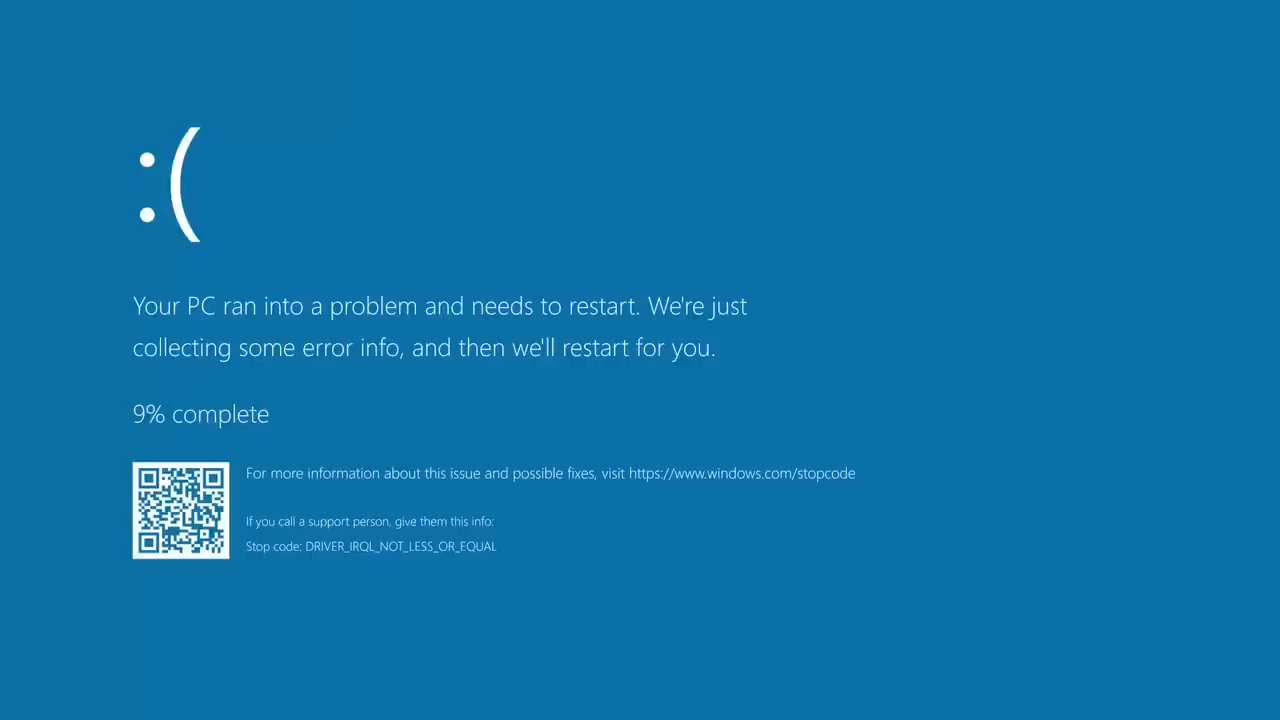 :(
Your PC ran into a problem and needs to restart. We're just
collecting some error info, and then we'll restart for you.
9% complete
For more information about this issue and possible fixes, visit https://www.windows.com/stopcode
If you call a support person, give them this info:
Stop code: DRIVER_IRQL_NOT_LESS_OR_EQUAL